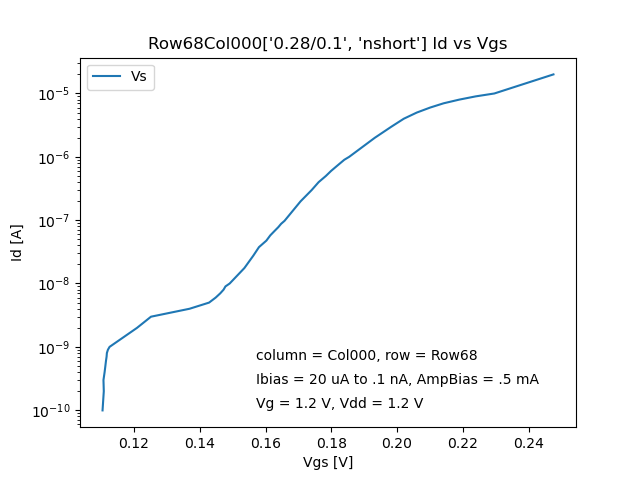 Row68Col000['0.28/0.1', 'nshort'] Id vs Vgs
Vs
10⁻⁵
10⁻⁶
10⁻⁷
10⁻⁸
10⁻⁹
10⁻¹⁰
Id [A]
column = Col000, row = Row68
Ibias = 20 uA to .1 nA, AmpBias = .5 mA
Vg = 1.2 V, Vdd = 1.2 V
0.12 0.14 0.16 0.18 0.20 0.22 0.24
Vgs [V]